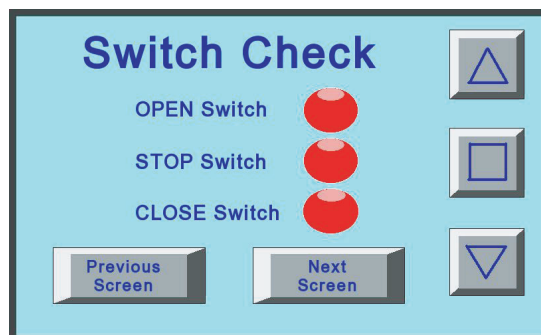 Switch Check
OPEN Switch
STOP Switch
CLOSE Switch
Previous
Screen
Next
Screen